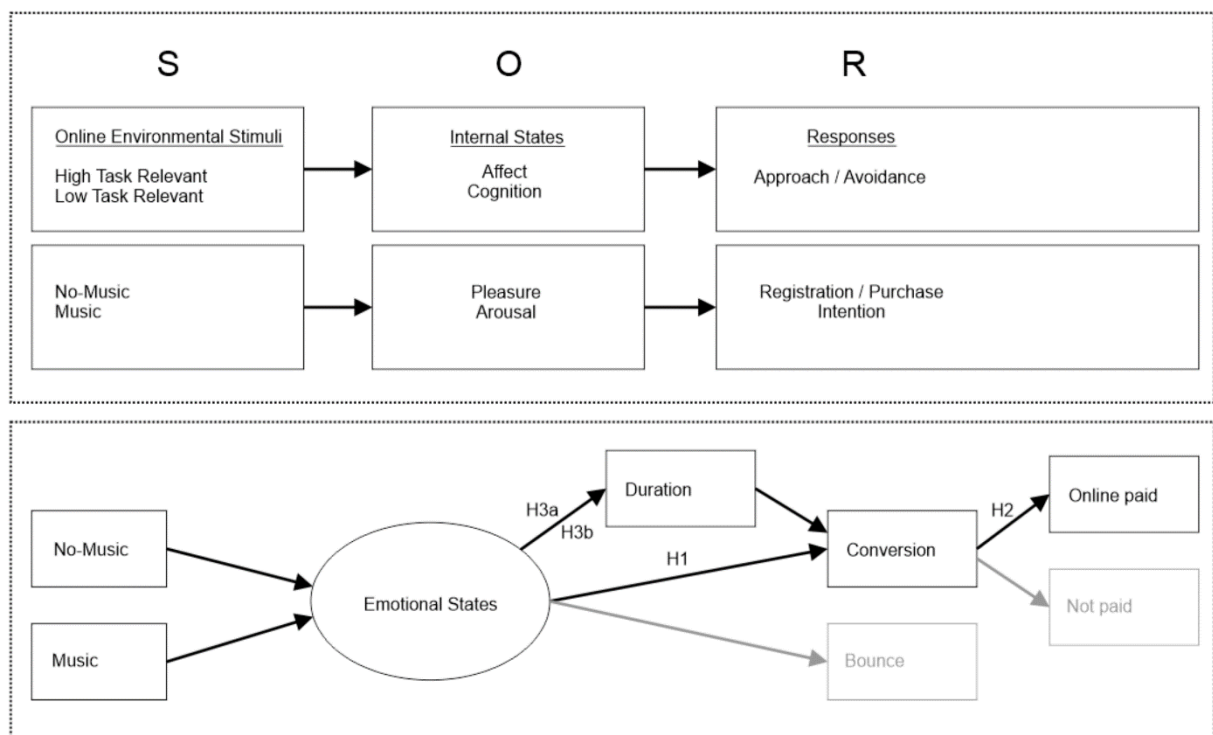 S
O
R
Online Environmental Stimuli
High Task Relevant
Low Task Relevant
Internal States
Affect
Cognition
Responses
Approach / Avoidance
No-Music
Music
Pleasure
Arousal
Registration / Purchase
Intention
No-Music
Music
Emotional States
H3a
H3b
Duration
H1
Conversion
Bounce
H2
Online paid
Not paid